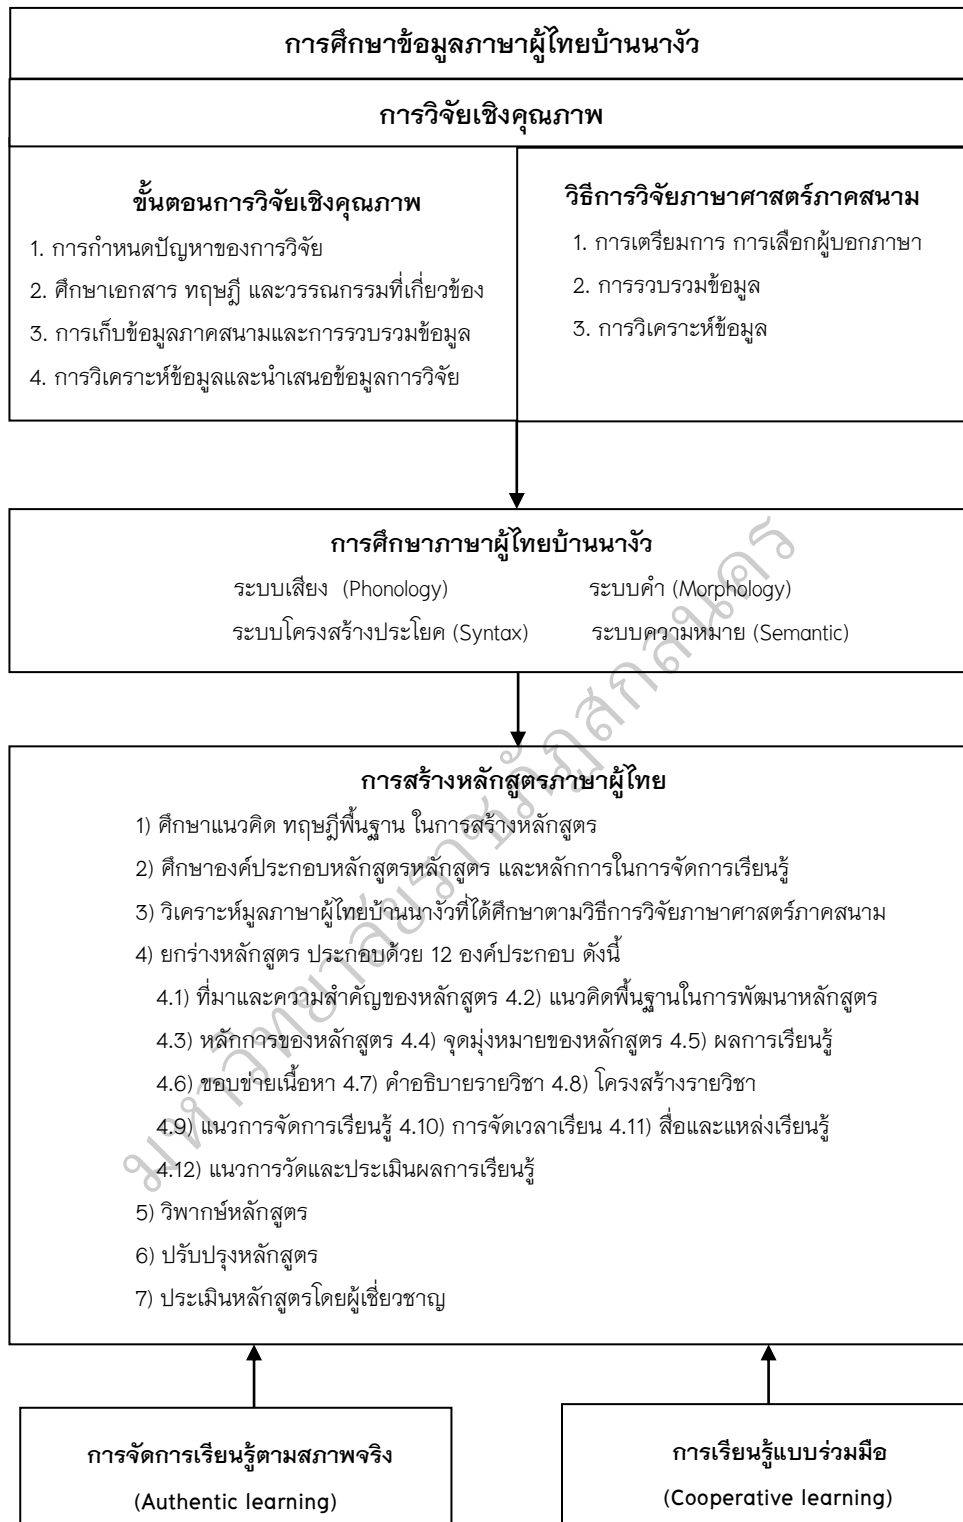 การศึกษาข้อมูลภาษาผู้ไทยบ้านนางัว
การวิจัยเชิงคุณภาพ
ขั้นตอนการวิจัยเชิงคุณภาพ
1. การกำหนดปัญหาของการวิจัย
2. ศึกษาเอกสาร ทฤษฎี และวรรณกรรมที่เกี่ยวข้อง
3. การเก็บข้อมูลภาคสนามและการรวบรวมข้อมูล
4. การวิเคราะห์ข้อมูลและนำเสนอข้อมูลการวิจัย
วิธีการวิจัยภาษาศาสตร์ภาคสนาม
1. การเตรียมการ การเลือกผู้บอกภาษา
2. การรวบรวมข้อมูล
3. การวิเคราะห์ข้อมูล
การศึกษาภาษาผู้ไทยบ้านนางัว
ระบบเสียง (Phonology) ระบบคำ (Morphology)
ระบบโครงสร้างประโยค (Syntax) ระบบความหมาย (Semantic)
การสร้างหลักสูตรภาษาผู้ไทย
1) ศึกษาแนวคิด ทฤษฎีพื้นฐาน ในการสร้างหลักสูตร
2) ศึกษาองค์ประกอบหลักสูตรหลักสูตร และหลักการในการจัดการเรียนรู้
3) วิเคราะห์มูลภาษาผู้ไทยบ้านนางัวที่ได้ศึกษาตามวิธีการวิจัยภาษาศาสตร์ภาคสนาม
4) ยกร่างหลักสูตร ประกอบด้วย 12 องค์ประกอบ ดังนี้
4.1) ที่มาและความสำคัญของหลักสูตร 4.2) แนวคิดพื้นฐานในการพัฒนาหลักสูตร
4.3) หลักการของหลักสูตร 4.4) จุดมุ่งหมายของหลักสูตร 4.5) ผลการเรียนรู้
4.6) ขอบข่ายเนื้อหา 4.7) คำอธิบายรายวิชา 4.8) โครงสร้างรายวิชา
4.9) แนวการจัดการเรียนรู้ 4.10) การจัดเวลาเรียน 4.11) สื่อและแหล่งเรียนรู้
4.12) แนวการวัดและประเมินผลการเรียนรู้
5) วิพากษ์หลักสูตร
6) ปรับปรุงหลักสูตร
7) ประเมินหลักสูตรโดยผู้เชี่ยวชาญ
มหาวิทยาลัยราชภัฏสกลนคร
การจัดการเรียนรู้ตามสภาพจริง
(Authentic learning)
การเรียนรู้แบบร่วมมือ
(Cooperative learning)